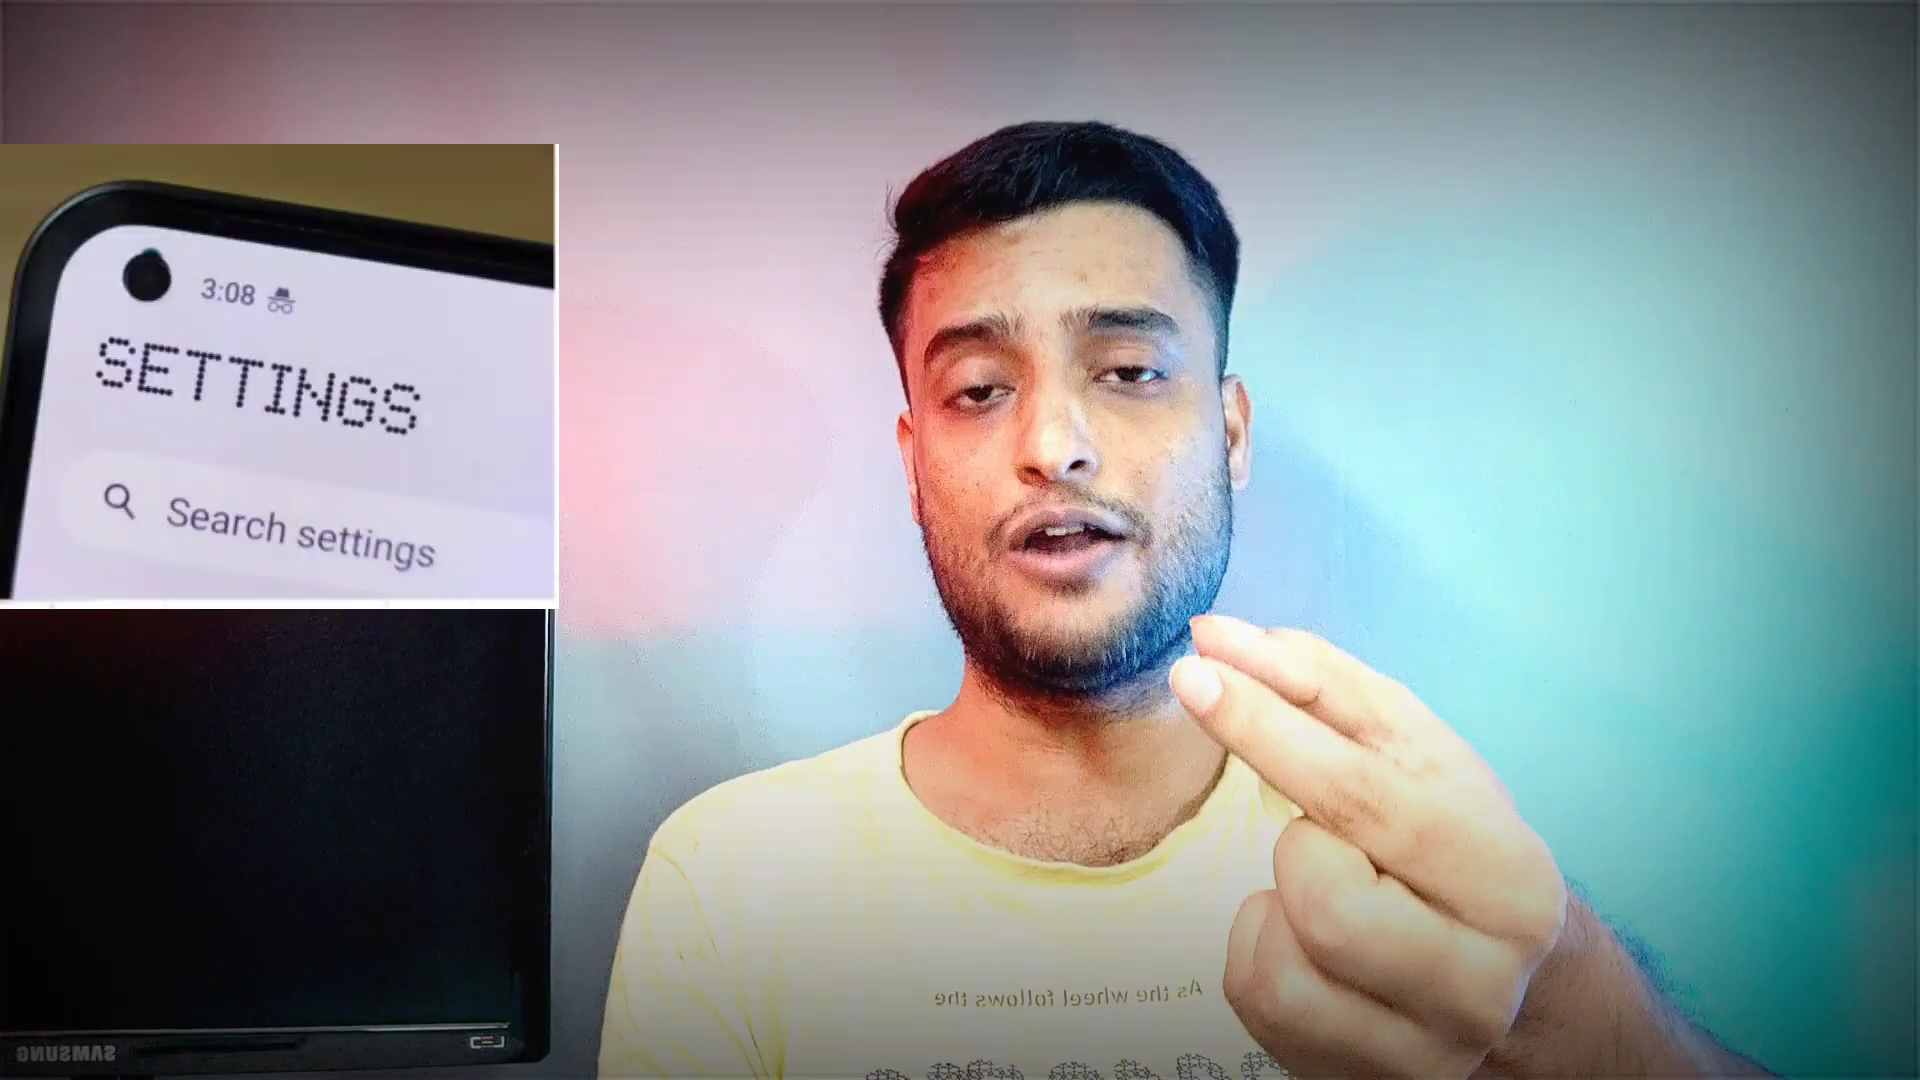 3:08
SETTINGS
Search settings
As the wheel follows the
SAMSUNG